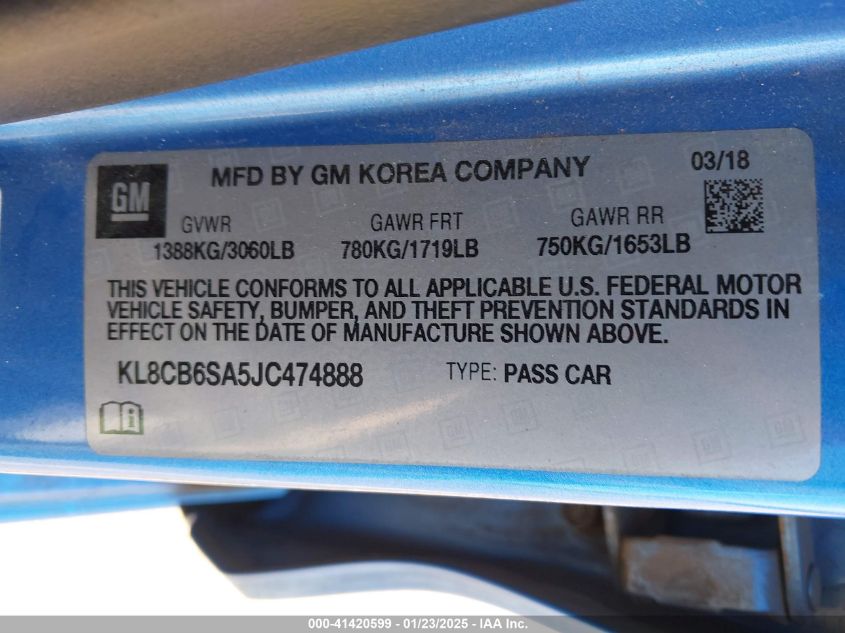 GM
MFD BY GM KOREA COMPANY
03/18
GVWR GAWR FRT GAWR RR
1388KG/3060LB 780KG/1719LB 750KG/1653LB
THIS VEHICLE CONFORMS TO ALL APPLICABLE U.S. FEDERAL MOTOR
VEHICLE SAFETY, BUMPER, AND THEFT PREVENTION STANDARDS IN
EFFECT ON THE DATE OF MANUFACTURE SHOWN ABOVE.
KL8CB6SA5JC474888 TYPE: PASS CAR
000-41420599 — 01/23/2025 — IAA Inc.